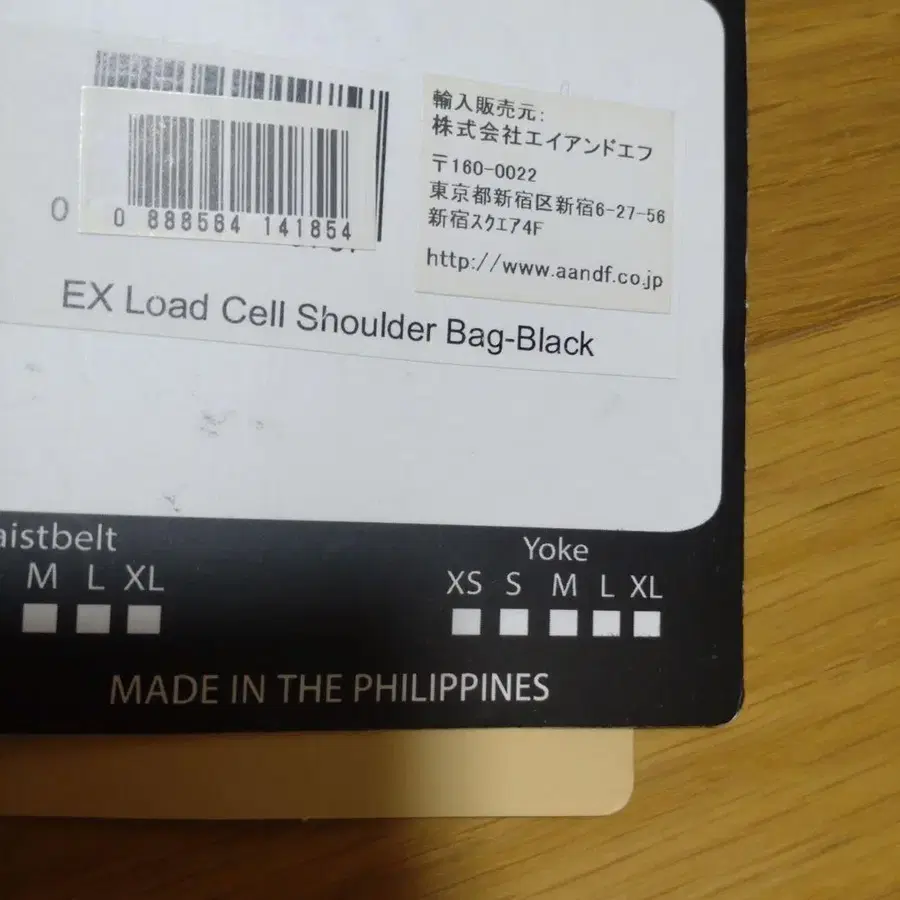 0 888584 141854
輸入販売元:
株式会社エイアンドエフ
〒160-0022
東京都新宿区新宿6-27-56
新宿スクエア4F
http://www.aandf.co.jp
EX Load Cell Shoulder Bag-Black
aistbelt
M L XL
Yoke
XS S M L XL
MADE IN THE PHILIPPINES